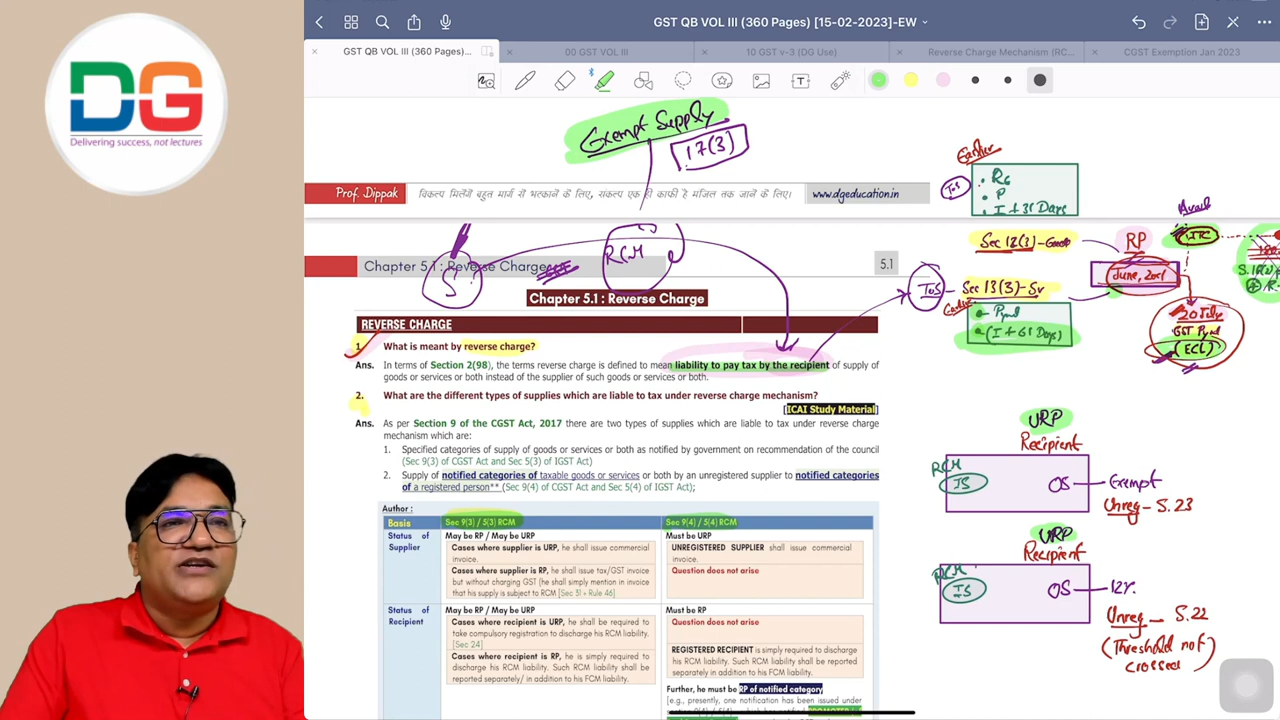 DG
Delivering success, not lectures
GST QB VOL III (360 Pages) [15-02-2023]-EW
GST QB VOL III (360 Pages)...
00 GST VOL III
10 GST v-3 (DG Use)
Reverse Charge Mechanism (RC...
CGST Exemption Jan 2023
Exempt Supply
17(3)
Prof. Dippak
विकल्प मिलेंगे बहुत मार्ग से भटकाने के लिए, संकल्प एक ही काफी है मंजिल तक जाने के लिए।
www.dgeducation.in
Chapter 5.1: Reverse Charge
5.1
S
RCM
Chapter 5.1 : Reverse Charge
REVERSE CHARGE
1. What is meant by reverse charge?
Ans. In terms of Section 2(98), the terms reverse charge is defined to mean liability to pay tax by the recipient of supply of
goods or services or both instead of the supplier of such goods or services or both.
2. What are the different types of supplies which are liable to tax under reverse charge mechanism?
[ICAI Study Material]
Ans. As per Section 9 of the CGST Act, 2017 there are two types of supplies which are liable to tax under reverse charge
mechanism which are:
1. Specified categories of supply of goods or services or both as notified by government on recommendation of the council
(Sec 9(3) of CGST Act and Sec 5(3) of IGST Act)
2. Supply of notified categories of taxable goods or services or both by an unregistered supplier to notified categories
of a registered person** (Sec 9(4) of CGST Act and Sec 5(4) of IGST Act);
Author :
Basis Sec 9(3) / 5(3) RCM Sec 9(4) / 5(4) RCM
Status of Supplier
May be RP / May be URP
Cases where supplier is URP, he shall issue commercial
invoice.
Cases where supplier is RP, he shall issue tax/GST invoice
but without charging GST (he shall simply mention in invoice
that his supply is subject to RCM [Sec 31 + Rule 46]
Must be URP
UNREGISTERED SUPPLIER shall issue commercial
invoice.
Question does not arise
Status of Recipient
May be RP / May be URP
Cases where recipient is URP, he shall be required to
take compulsory registration to discharge his RCM liability.
[Sec 24]
Cases where recipient is RP, he is simply required to
discharge his RCM liability. Such RCM liability shall be
reported separately/ in addition to his FCM liability.
Must be RP
Question does not arise
REGISTERED RECIPIENT is simply required to discharge
his RCM liability. Such RCM liability shall be reported
separately in addition to his FCM liability.
Further, he must be RP of notified category
[e.g., presently, one notification has been issued under
Earlier
ToS
RG
P
I + 31 Days
Sec 12(3) - Goods
RP
Avail
ITC
June, 20x1
ToS
Sec 13(3) - Sv
Earlier
Pymt
(I + 61 Days)
20 July
GST Pymt
(ECL)
URP
Recipient
RCM
IS
OS - Exempt
Unreg - S.23
URP
Recipient
RCM
IS
OS - 12%
Unreg - S.22
(Threshold not
crossed)